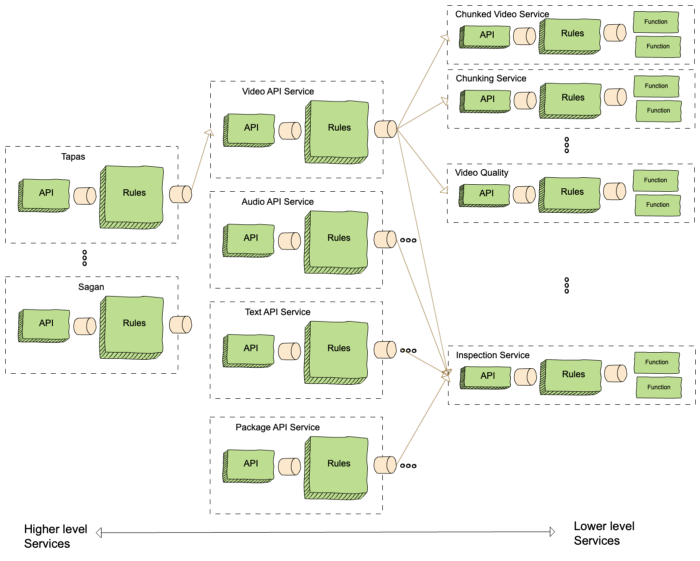 Tapas
API
Rules
Sagan
API
Rules
Video API Service
API
Rules
Audio API Service
API
Rules
Text API Service
API
Rules
Package API Service
API
Rules
Chunked Video Service
API
Rules
Function
Function
Chunking Service
API
Rules
Function
Function
Video Quality
API
Rules
Function
Function
Inspection Service
API
Rules
Function
Function
Higher level
Services
Lower level
Services